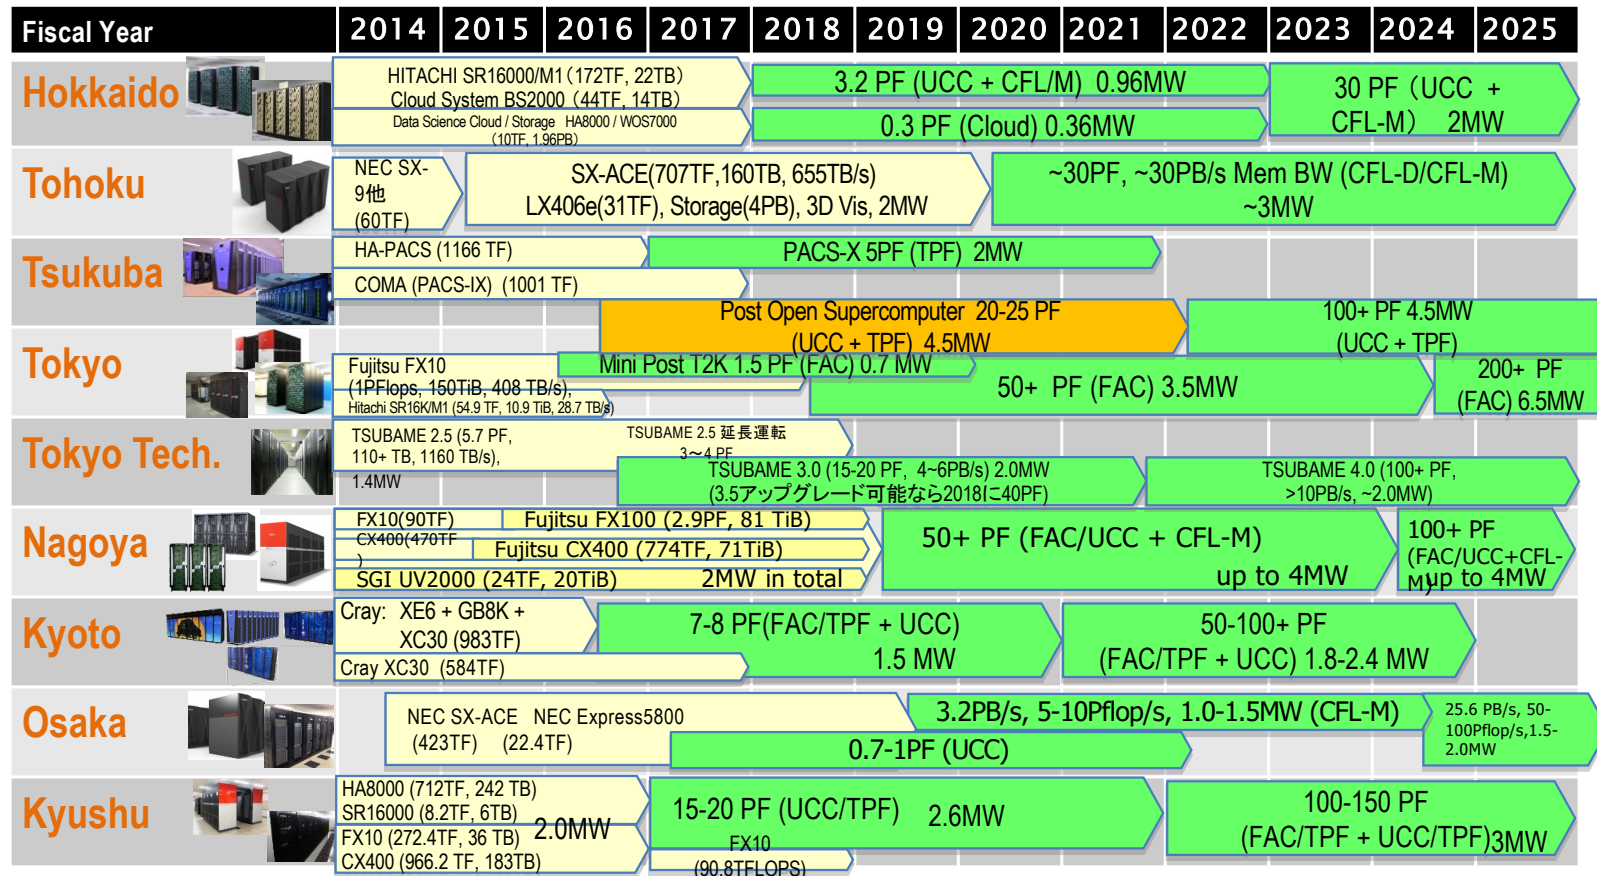 Fiscal Year 2014 2015 2016 2017 2018 2019 2020 2021 2022 2023 2024 2025
Hokkaido
HITACHI SR16000/M1（172TF, 22TB）
Cloud System BS2000（44TF, 14TB）
Data Science Cloud / Storage HA8000 / WOS7000
（10TF, 1.96PB）
3.2 PF (UCC + CFL/M) 0.96MW
0.3 PF (Cloud) 0.36MW
30 PF（UCC +
CFL-M） 2MW
Tohoku
NEC SX-
9他
(60TF)
SX-ACE(707TF,160TB, 655TB/s)
LX406e(31TF), Storage(4PB), 3D Vis, 2MW
~30PF, ~30PB/s Mem BW (CFL-D/CFL-M)
~3MW
Tsukuba
HA-PACS (1166 TF)
COMA (PACS-IX) (1001 TF)
PACS-X 5PF (TPF) 2MW
Post Open Supercomputer 20-25 PF
(UCC + TPF) 4.5MW
100+ PF 4.5MW
(UCC + TPF)
Tokyo
Fujitsu FX10
(1PFlops, 150TiB, 408 TB/s),
Hitachi SR16K/M1 (54.9 TF, 10.9 TiB, 28.7 TB/s)
Mini Post T2K 1.5 PF (FAC) 0.7 MW
50+ PF (FAC) 3.5MW
200+ PF
(FAC) 6.5MW
Tokyo Tech.
TSUBAME 2.5 (5.7 PF,
110+ TB, 1160 TB/s),
1.4MW
TSUBAME 2.5 延長運転
3～4 PF
TSUBAME 3.0 (15-20 PF, 4~6PB/s) 2.0MW
(3.5アップグレード可能なら2018に40PF)
TSUBAME 4.0 (100+ PF,
>10PB/s, ~2.0MW)
Nagoya
FX10(90TF)
CX400(470TF
)
Fujitsu FX100 (2.9PF, 81 TiB)
Fujitsu CX400 (774TF, 71TiB)
SGI UV2000 (24TF, 20TiB) 2MW in total
50+ PF (FAC/UCC + CFL-M)
up to 4MW
100+ PF
(FAC/UCC+CFL-
M)
up to 4MW
Kyoto
Cray: XE6 + GB8K +
XC30 (983TF)
Cray XC30 (584TF)
7-8 PF(FAC/TPF + UCC)
1.5 MW
50-100+ PF
(FAC/TPF + UCC) 1.8-2.4 MW
Osaka
NEC SX-ACE NEC Express5800
(423TF) (22.4TF)
3.2PB/s, 5-10Pflop/s, 1.0-1.5MW (CFL-M)
0.7-1PF (UCC)
25.6 PB/s, 50-
100Pflop/s,1.5-
2.0MW
Kyushu
HA8000 (712TF, 242 TB)
SR16000 (8.2TF, 6TB)
FX10 (272.4TF, 36 TB)
CX400 (966.2 TF, 183TB)
2.0MW
15-20 PF (UCC/TPF) 2.6MW
FX10
(90.8TFLOPS)
100-150 PF
(FAC/TPF + UCC/TPF)
3MW